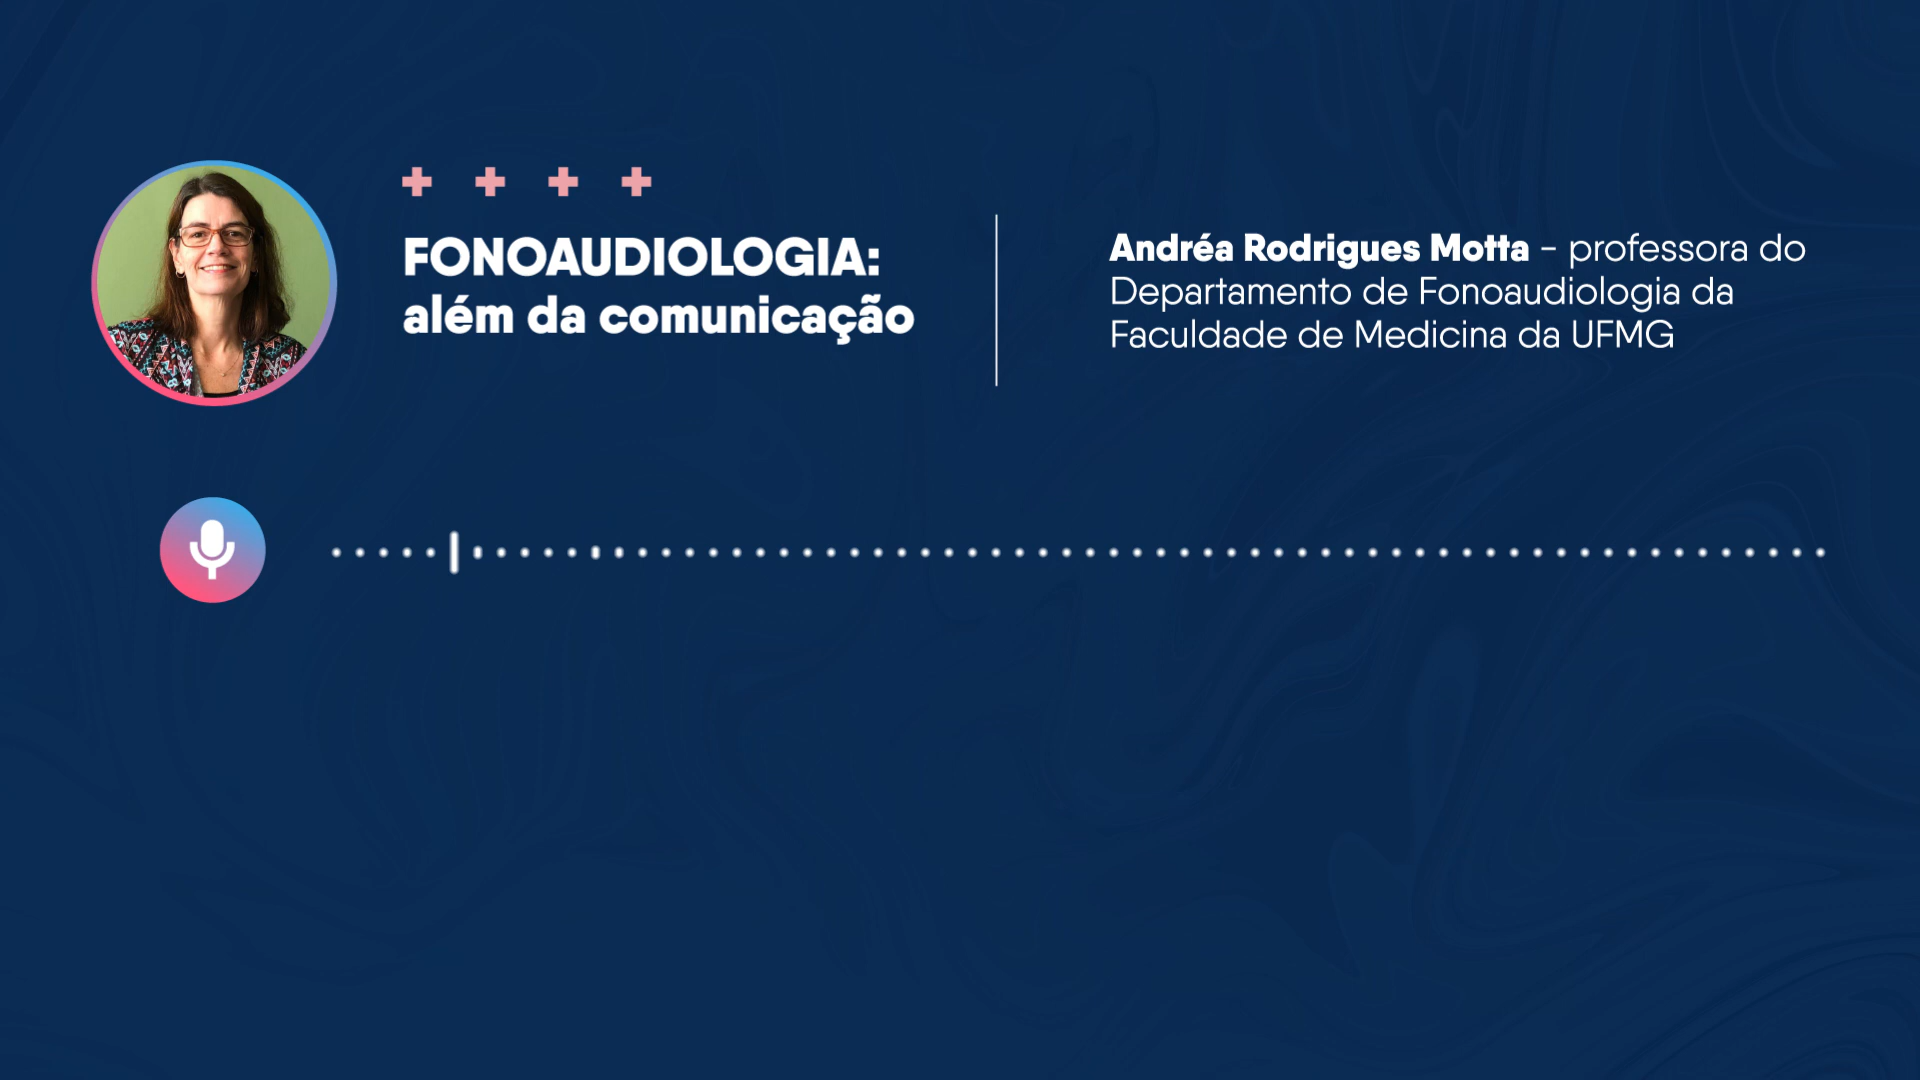 FONOAUDIOLOGIA:
além da comunicação
Andréa Rodrigues Motta - professora do
Departamento de Fonoaudiologia da
Faculdade de Medicina da UFMG